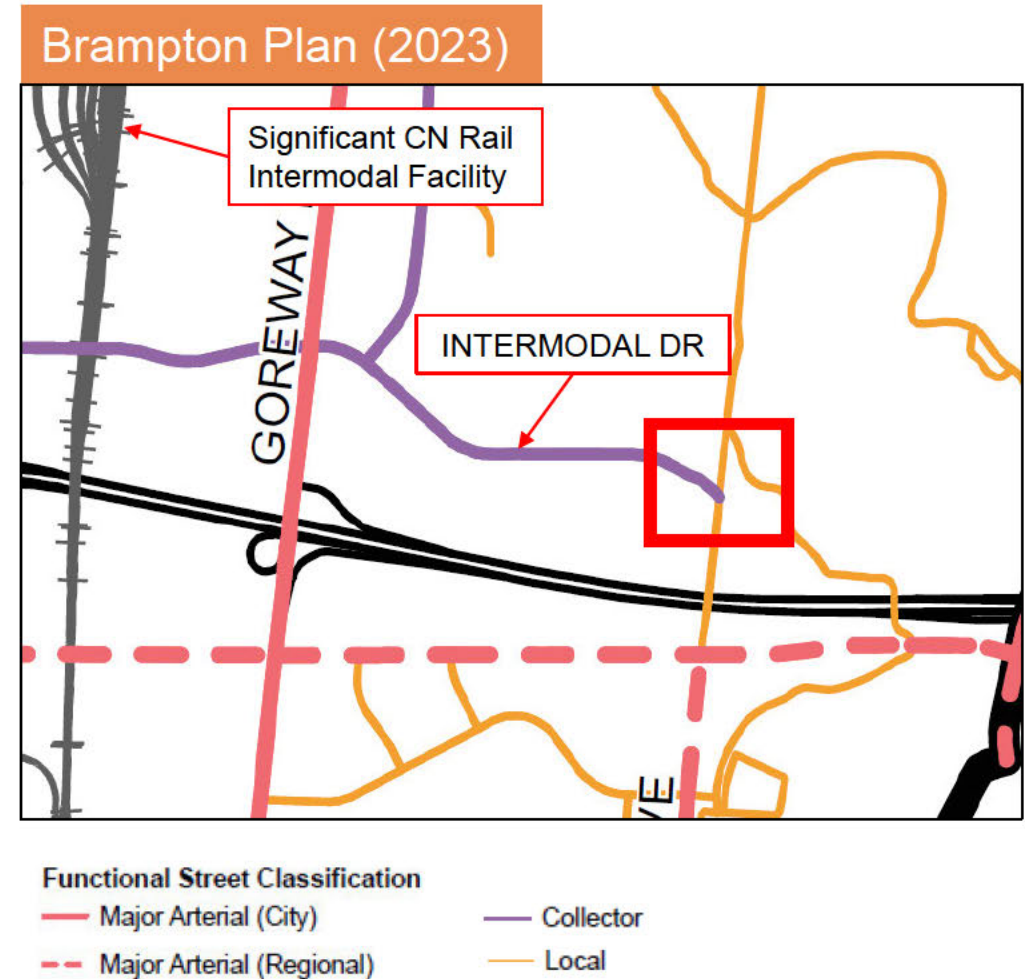 Brampton Plan (2023)
Significant CN Rail
Intermodal Facility
GOREWAY
INTERMODAL DR
VE
Functional Street Classification
Major Arterial (City)
Collector
Major Arterial (Regional)
Local